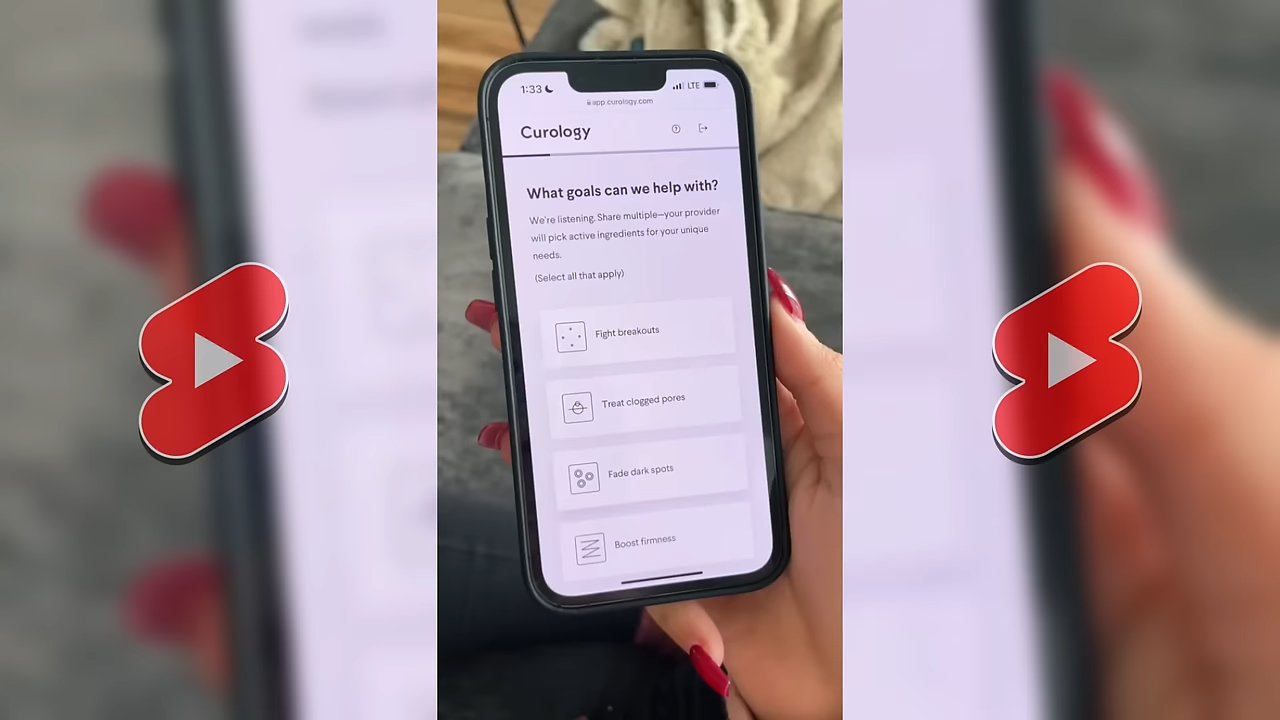 1:33
LTE
app.curology.com
Curology
What goals can we help with?
We're listening. Share multiple—your provider
will pick active ingredients for your unique
needs.
(Select all that apply)
Fight breakouts
Treat clogged pores
Fade dark spots
Boost firmness